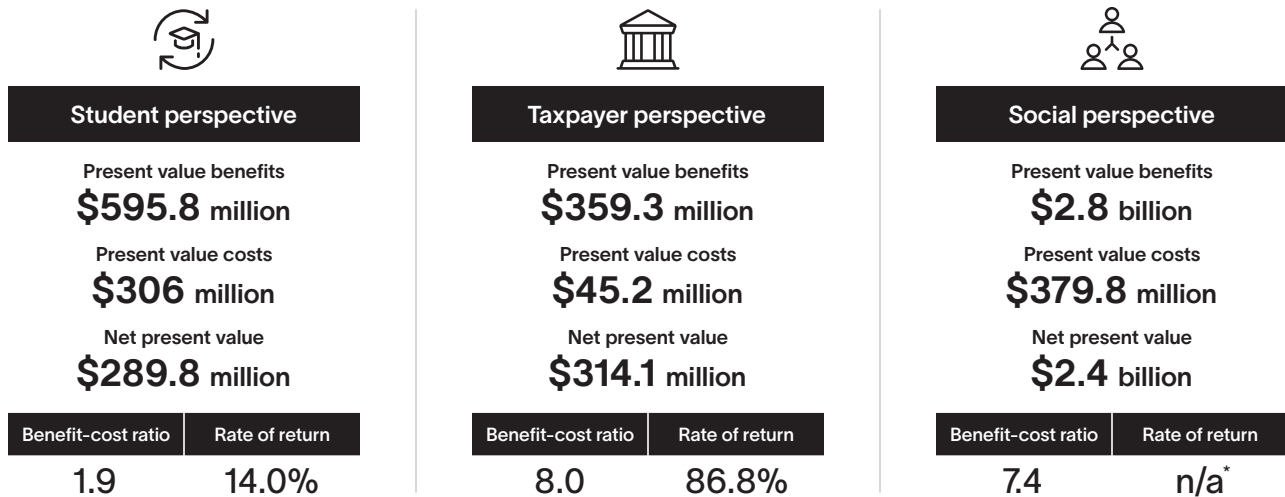 Student perspective
Present value benefits
$595.8 million
Present value costs
$306 million
Net present value
$289.8 million
Benefit-cost ratio
Rate of return
1.9
14.0%
Taxpayer perspective
Present value benefits
$359.3 million
Present value costs
$45.2 million
Net present value
$314.1 million
Benefit-cost ratio
Rate of return
8.0
86.8%
Social perspective
Present value benefits
$2.8 billion
Present value costs
$379.8 million
Net present value
$2.4 billion
Benefit-cost ratio
Rate of return
7.4
n/a*